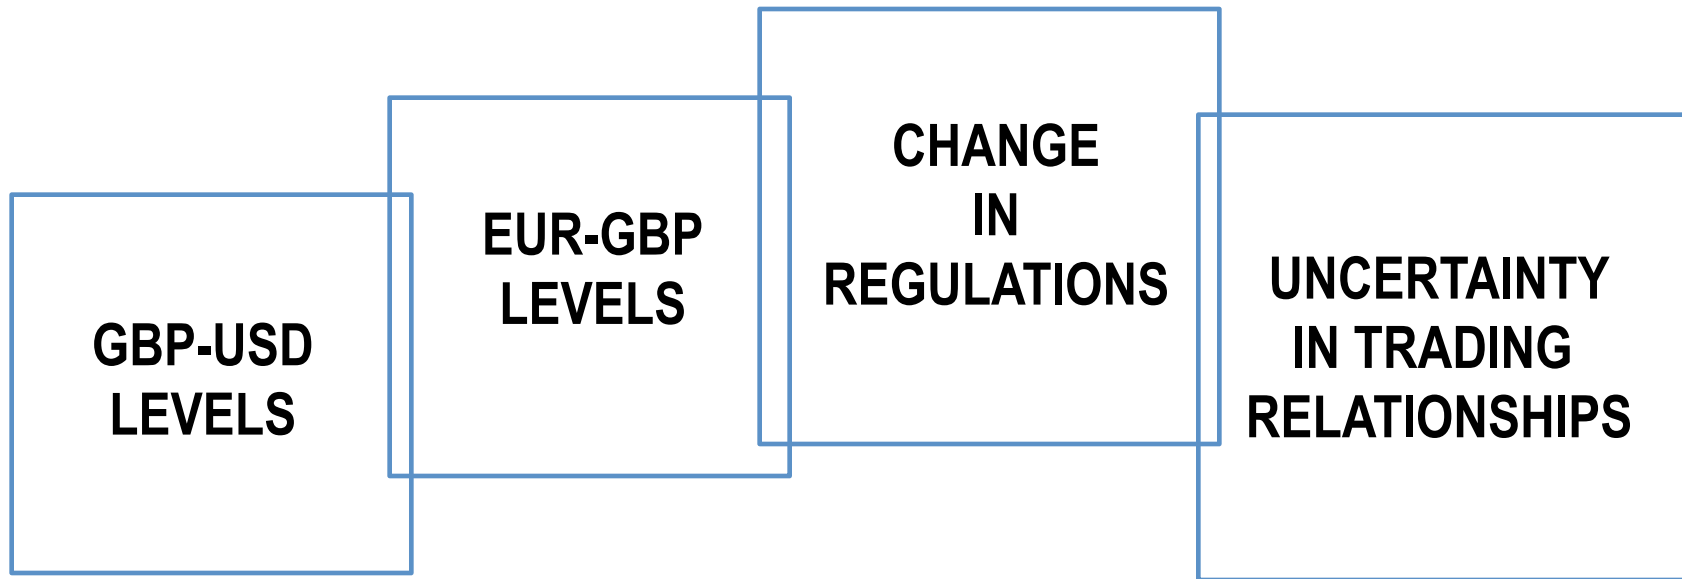 GBP-USD
LEVELS
EUR-GBP
LEVELS
CHANGE
IN
REGULATIONS
UNCERTAINTY
IN TRADING
RELATIONSHIPS